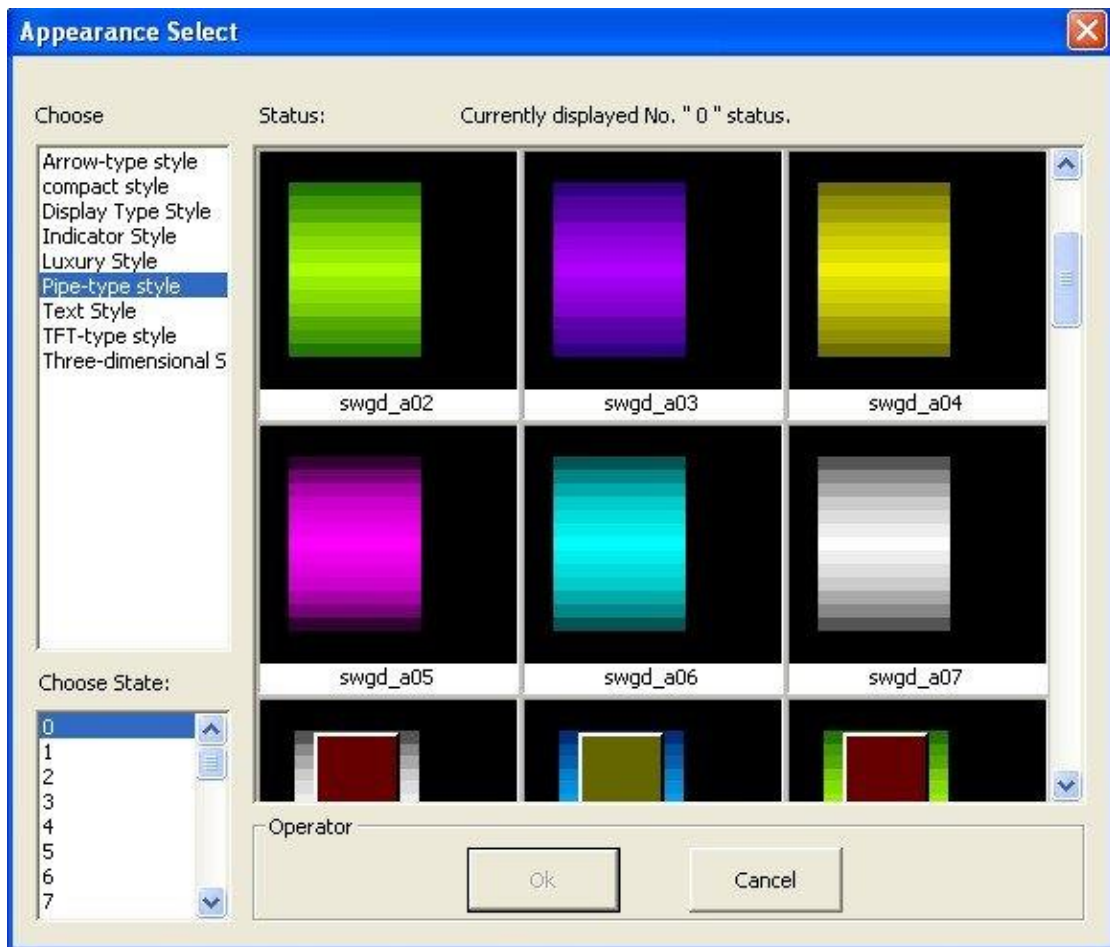 Appearance Select
Choose
Status:
Currently displayed No. " 0 " status.
Arrow-type style
compact style
Display Type Style
Indicator Style
Luxury Style
Pipe-type style
Text Style
TFT-type style
Three-dimensional S
swgd_a02
swgd_a03
swgd_a04
swgd_a05
swgd_a06
swgd_a07
Choose State:
0
1
2
3
4
5
6
7
Operator
Ok
Cancel